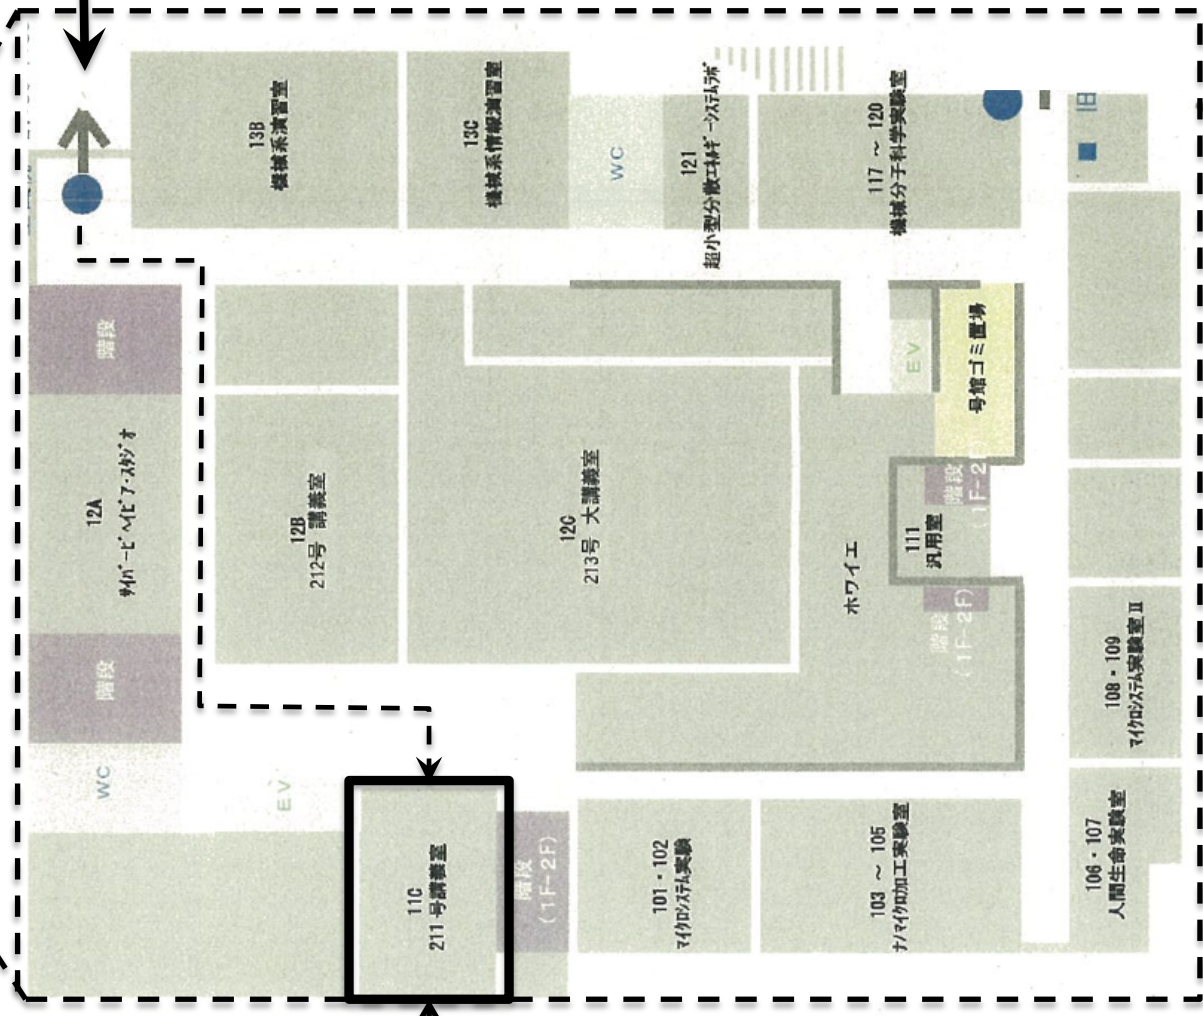 13B
機械系演習室
13C
機械系情報演習室
WC
121
超小型分散エネルギーシステムラボ
117 ～ 120
機械分子科学実験室
旧
階段
12A
サイバービヘイビア・スタジオ
階段
WC
EV
12B
212号 講義室
12C
213号 大講義室
EV
号館ゴミ置場
階段
(1F-2F)
111
汎用室
ホワイエ
階段
(1F-2F)
11C
211 号講義室
階段
(1F-2F)
101・102
マイクロシステム実験
103 ～ 105
ナノマイクロ加工実験室
108・109
マイクロシステム実験室Ⅱ
106・107
人間生命実験室